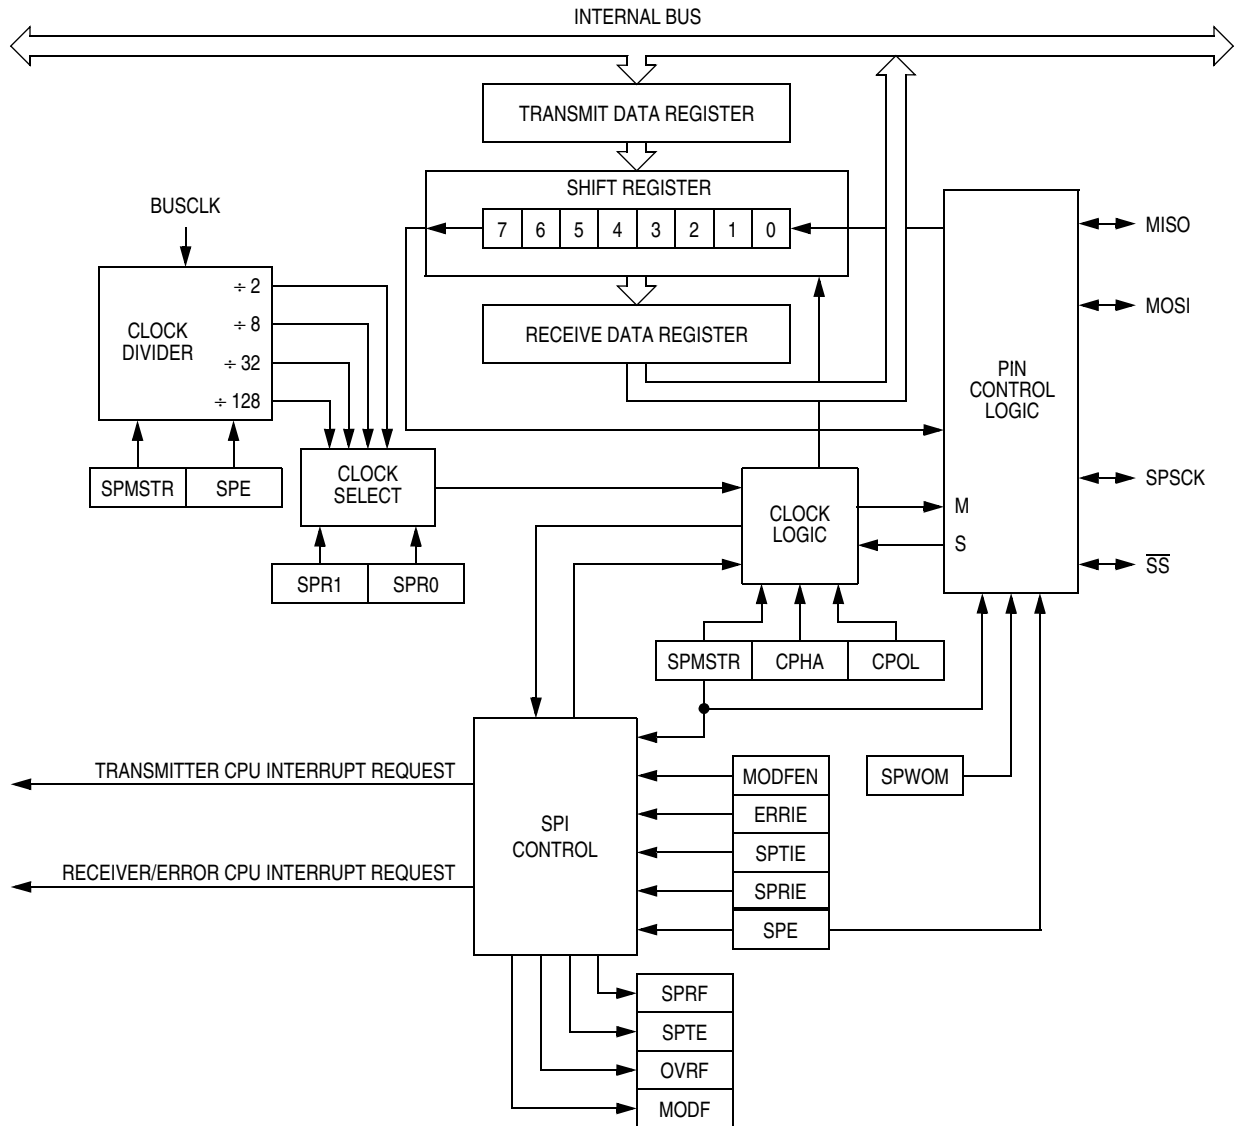 INTERNAL BUS
TRANSMIT DATA REGISTER
SHIFT REGISTER
7 6 5 4 3 2 1 0
RECEIVE DATA REGISTER
BUSCLK
CLOCK
DIVIDER
÷ 2
÷ 8
÷ 32
÷ 128
SPMSTR SPE
CLOCK
SELECT
SPR1 SPR0
PIN
CONTROL
LOGIC
M
S
MISO
MOSI
SPSCK
S̅S̅
CLOCK
LOGIC
SPMSTR CPHA CPOL
TRANSMITTER CPU INTERRUPT REQUEST
RECEIVER/ERROR CPU INTERRUPT REQUEST
SPI
CONTROL
MODFEN
ERRIE
SPTIE
SPRIE
SPE
SPWOM
SPRF
SPTE
OVRF
MODF